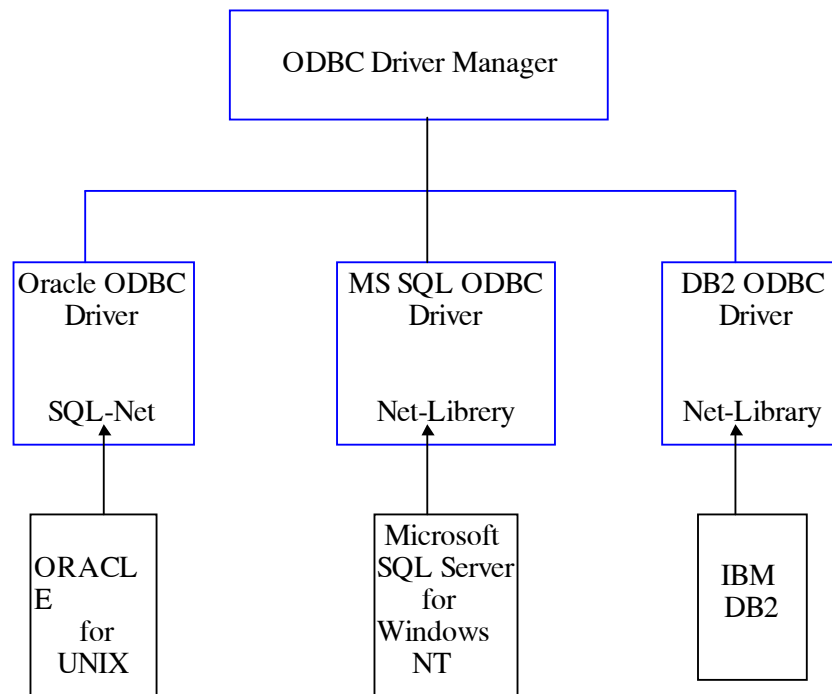 ODBC Driver Manager
Oracle ODBC
Driver
SQL-Net
MS SQL ODBC
Driver
Net-Librery
DB2 ODBC
Driver
Net-Library
ORACL
E
for
UNIX
Microsoft
SQL Server
for
Windows
NT
IBM
DB2